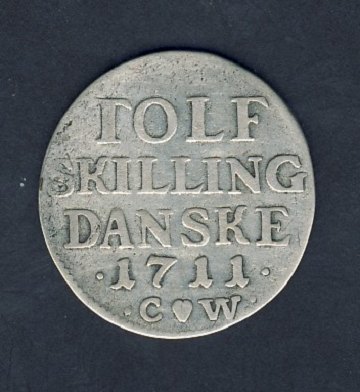 TOLF
SKILLING
DANSKE
·1711·
·C♥W·